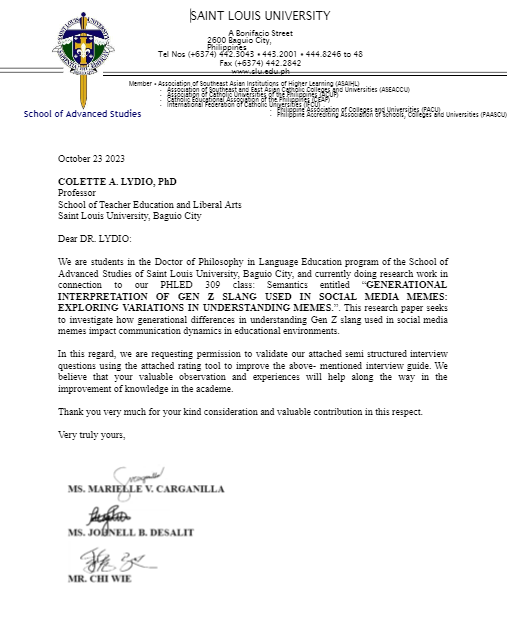 SAINT LOUIS UNIVERSITY
A Bonifacio Street
2600 Baguio City,
Philippines
Tel Nos (+6374) 442.3043 • 443.2001 • 444.8246 to 48
Fax (+6374) 442.2842
www.slu.edu.ph
Member • Association of Southeast Asian Institutions of Higher Learning (ASAIHL)
• Association of Southeast and East Asian Catholic Colleges and Universities (ASEACCU)
• Association of Catholic Universities of the Philippines (ACUP)
• Catholic Educational Association of the Philippines (CEAP)
• International Federation of Catholic Universities (IFCU)
• Philippine Association of Colleges and Universities (PACU)
• Philippine Accrediting Association of Schools, Colleges and Universities (PAASCU)
School of Advanced Studies
October 23 2023
COLETTE A. LYDIO, PhD
Professor
School of Teacher Education and Liberal Arts
Saint Louis University, Baguio City
Dear DR. LYDIO:
We are students in the Doctor of Philosophy in Language Education program of the School of
Advanced Studies of Saint Louis University, Baguio City, and currently doing research work in
connection to our PHLED 309 class: Semantics entitled “GENERATIONAL
INTERPRETATION OF GEN Z SLANG USED IN SOCIAL MEDIA MEMES:
EXPLORING VARIATIONS IN UNDERSTANDING MEMES.”. This research paper seeks
to investigate how generational differences in understanding Gen Z slang used in social media
memes impact communication dynamics in educational environments.
In this regard, we are requesting permission to validate our attached semi structured interview
questions using the attached rating tool to improve the above- mentioned interview guide. We
believe that your valuable observation and experiences will help along the way in the
improvement of knowledge in the academe.
Thank you very much for your kind consideration and valuable contribution in this respect.
Very truly yours,
MS. MARIELLE V. CARGANILLA
MS. JOHNELL B. DESALIT
MR. CHI WIE